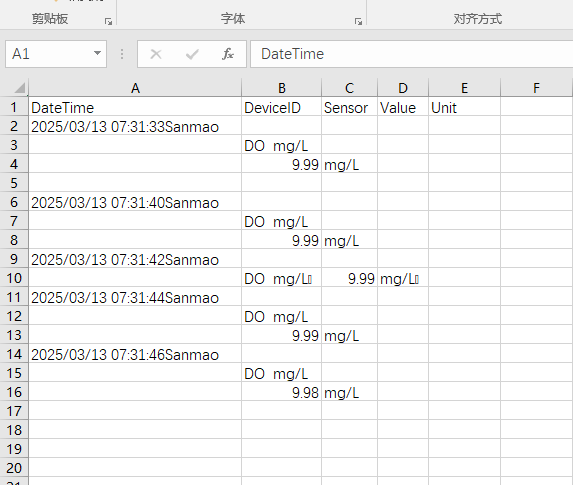 剪贴板 字体 对齐方式
A1 fx DateTime
A B C D E F
1 DateTime DeviceID Sensor Value Unit
2 2025/03/13 07:31:33Sanmao
3 DO mg/L
4 9.99 mg/L
5
6 2025/03/13 07:31:40Sanmao
7 DO mg/L
8 9.99 mg/L
9 2025/03/13 07:31:42Sanmao
10 DO mg/L 9.99 mg/L
11 2025/03/13 07:31:44Sanmao
12 DO mg/L
13 9.99 mg/L
14 2025/03/13 07:31:46Sanmao
15 DO mg/L
16 9.98 mg/L
17
18
19
20